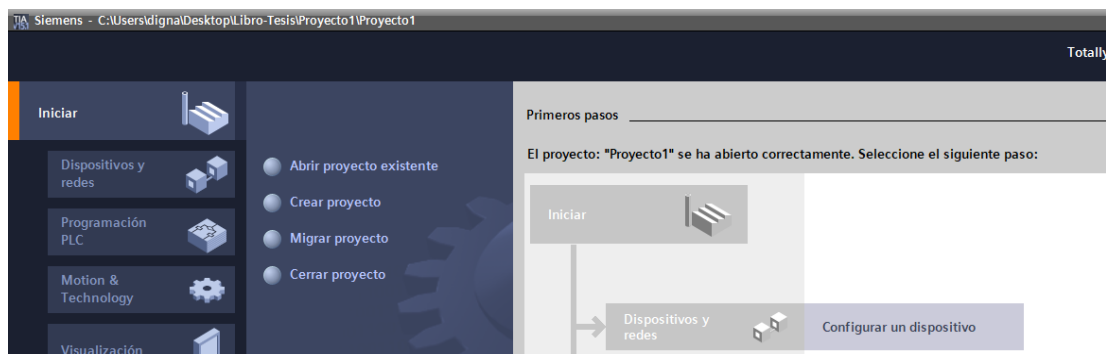 Siemens - C:\Users\digna\Desktop\Libro-Tesis\Proyecto1\Proyecto1
Totally
Iniciar
Dispositivos y
redes
Programación
PLC
Motion &
Technology
Visualización
Abrir proyecto existente
Crear proyecto
Migrar proyecto
Cerrar proyecto
Primeros pasos
El proyecto: "Proyecto1" se ha abierto correctamente. Seleccione el siguiente paso:
Iniciar
Dispositivos y
redes
Configurar un dispositivo